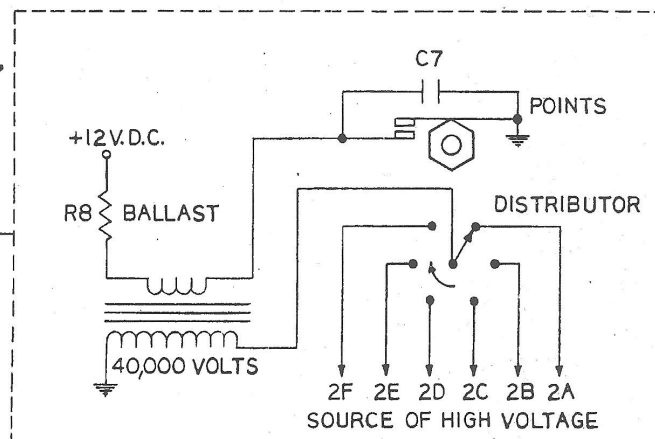 C7
POINTS
+12 V.D.C.
R8 BALLAST
DISTRIBUTOR
40,000 VOLTS
2F 2E 2D 2C 2B 2A
SOURCE OF HIGH VOLTAGE